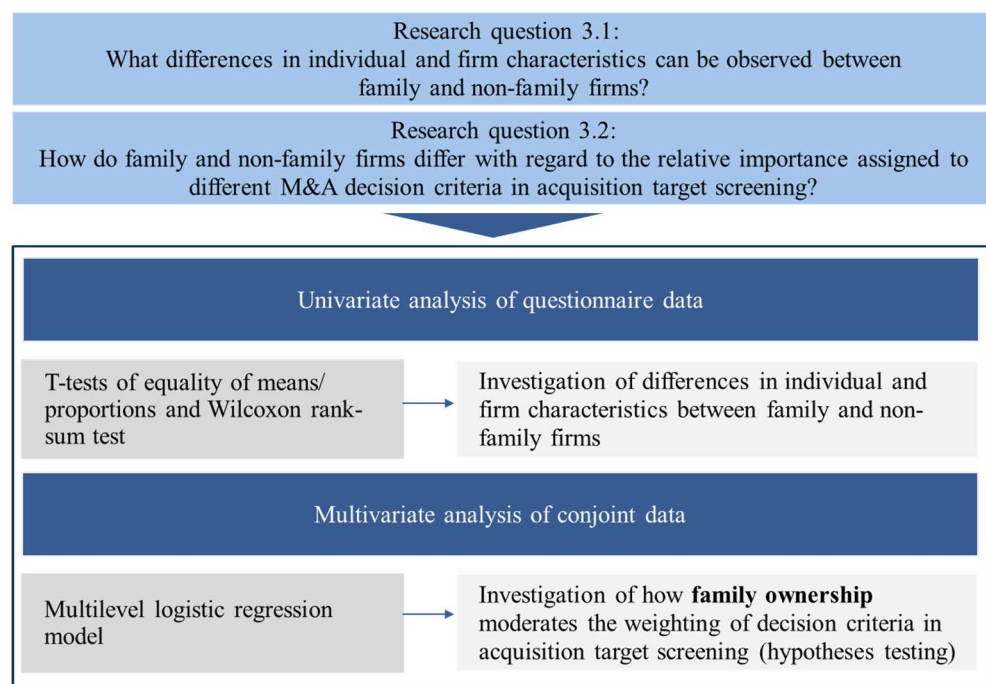 Research question 3.1:
What differences in individual and firm characteristics can be observed between
family and non-family firms?
Research question 3.2:
How do family and non-family firms differ with regard to the relative importance assigned to
different M&A decision criteria in acquisition target screening?
Univariate analysis of questionnaire data
T-tests of equality of means/
proportions and Wilcoxon rank-
sum test
Investigation of differences in individual and
firm characteristics between family and non-
family firms
Multivariate analysis of conjoint data
Multilevel logistic regression
model
Investigation of how family ownership
moderates the weighting of decision criteria in
acquisition target screening (hypotheses testing)